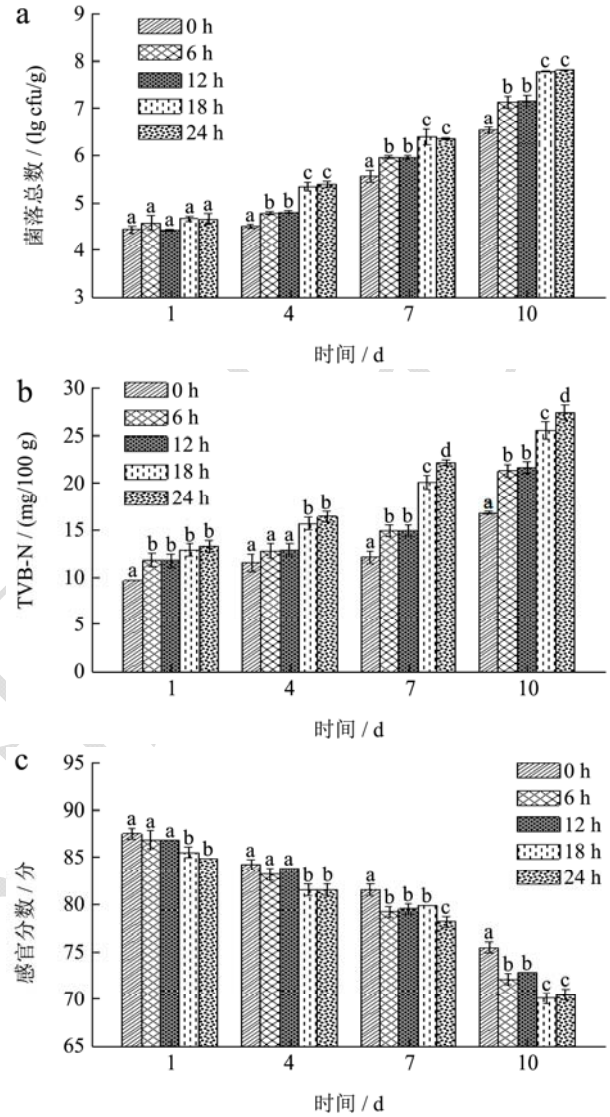 a
菌落总数 / (lg cfu/g)
9
8
7
6
5
4
3
0 h
6 h
12 h
18 h
24 h
a a a a a
a b b c c
a b b c c
a b b c c
1 4 7 10
时间 / d
b
TVB-N / (mg/100 g)
30
25
20
15
10
5
0
0 h
6 h
12 h
18 h
24 h
a b b b b
a a a b b
a b b c d
a b b c d
1 4 7 10
时间 / d
c
感官分数 / 分
95
90
85
80
75
70
65
0 h
6 h
12 h
18 h
24 h
a a a b b
a a a b b
a b b b c
a b b c c
1 4 7 10
时间 / d